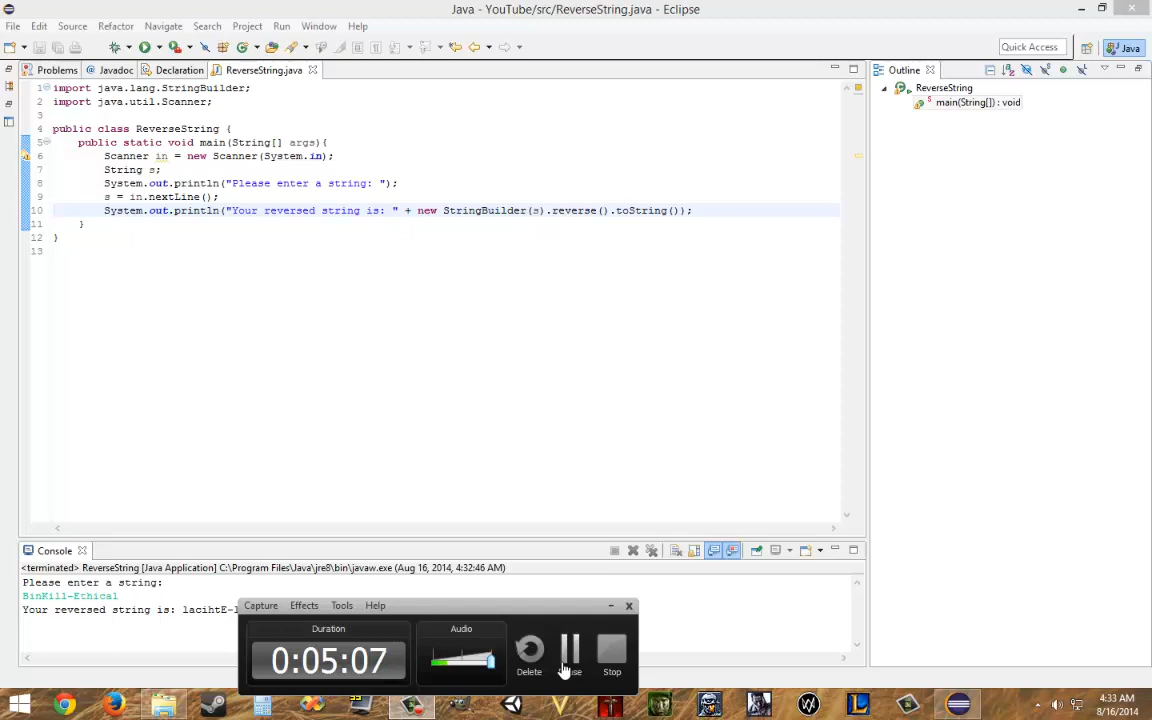 Java - YouTube/src/ReverseString.java - Eclipse
File Edit Source Refactor Navigate Search Project Run Window Help
Quick Access
Java
Problems
Javadoc
Declaration
ReverseString.java
1 import java.lang.StringBuilder;
2 import java.util.Scanner;
3
4 public class ReverseString {
5 public static void main(String[] args){
6 Scanner in = new Scanner(System.in);
7 String s;
8 System.out.println("Please enter a string: ");
9 s = in.nextLine();
10 System.out.println("Your reversed string is: " + new StringBuilder(s).reverse().toString());
11 }
12 }
13
Outline
ReverseString
main(String[]) : void
Console
<terminated> ReverseString [Java Application] C:\Program Files\Java\jre8\bin\javaw.exe (Aug 16, 2014, 4:32:46 AM)
Please enter a string:
BinKill-Ethical
Your reversed string is: lacihtE-
Capture Effects Tools Help
Duration
Audio
0:05:07
Delete
Stop
4:33 AM
8/16/2014